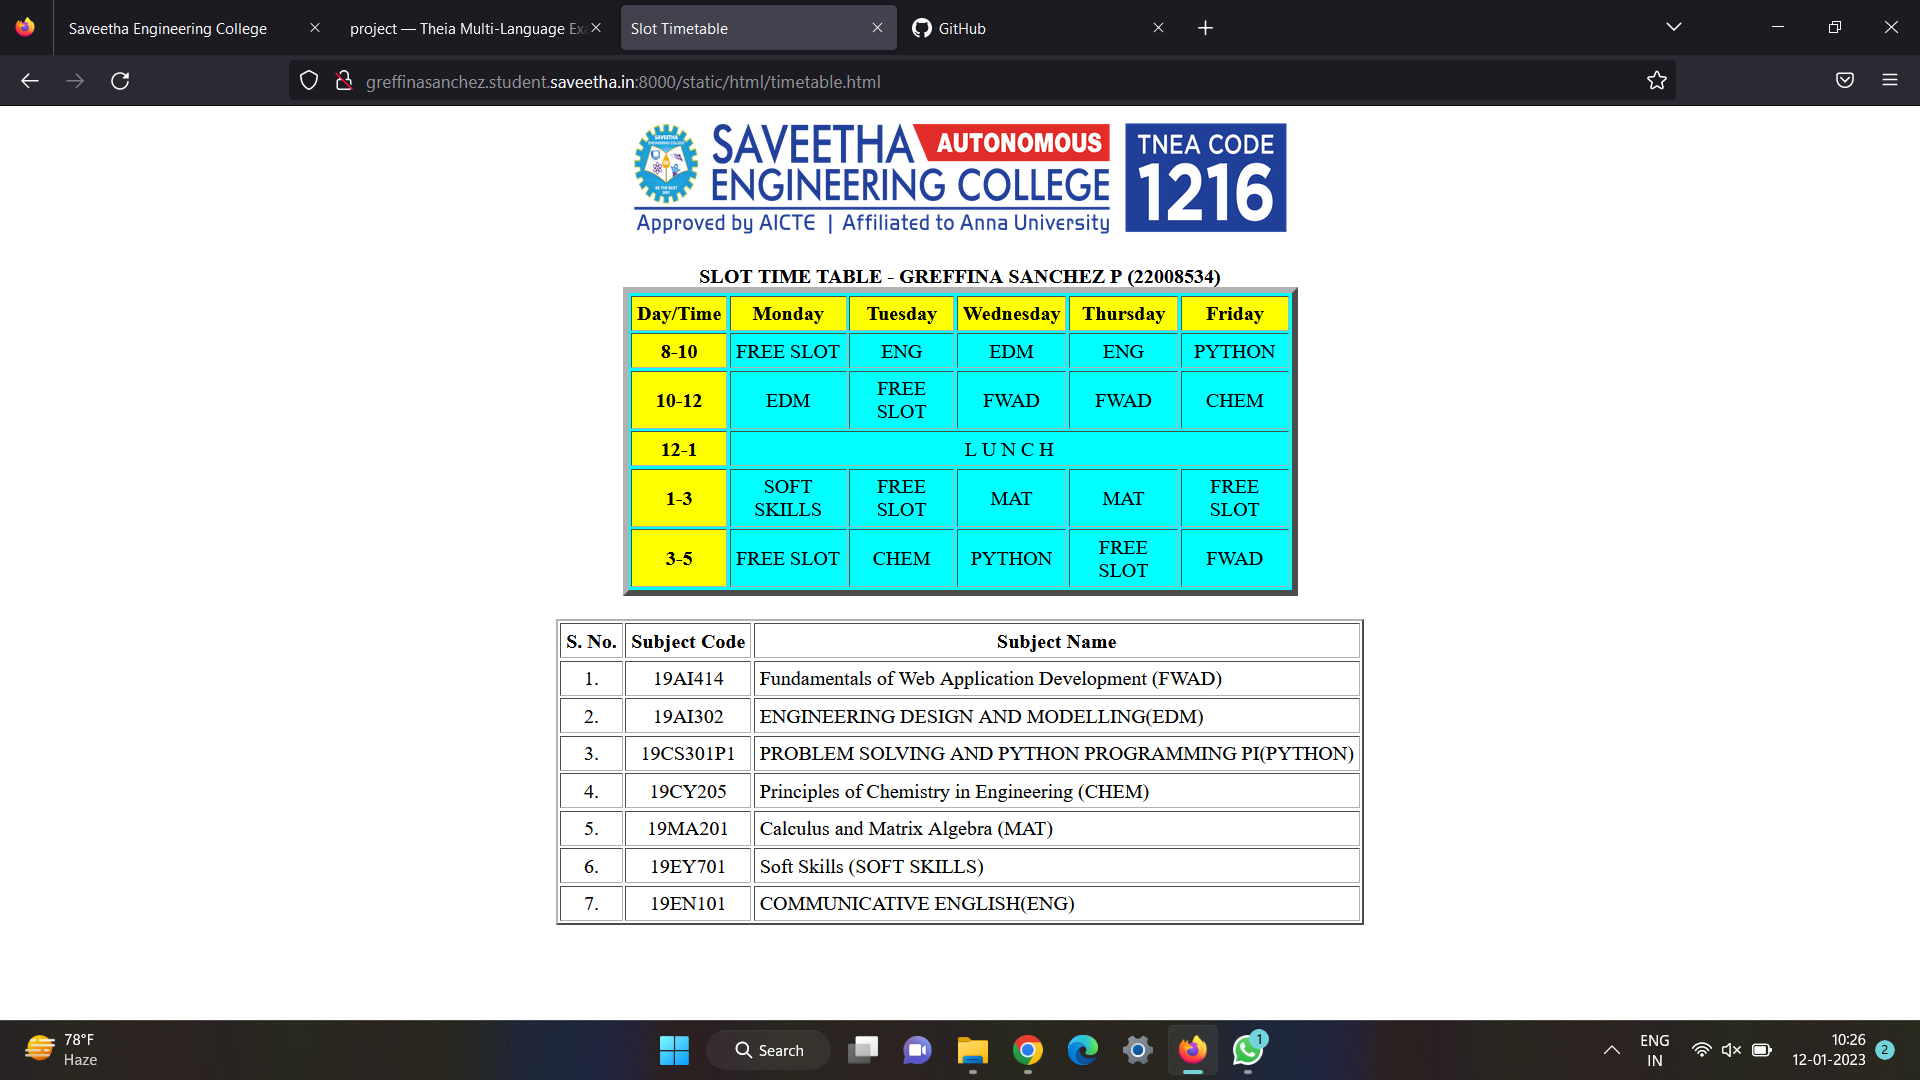 Saveetha Engineering College
project — Theia Multi-Language Exa
Slot Timetable
GitHub
greffinasanchez.student.saveetha.in:8000/static/html/timetable.html
SAVEETHA AUTONOMOUS
ENGINEERING COLLEGE
Approved by AICTE | Affiliated to Anna University
TNEA CODE
1216
SLOT TIME TABLE - GREFFINA SANCHEZ P (22008534)
Day/Time Monday Tuesday Wednesday Thursday Friday
8-10 FREE SLOT ENG EDM ENG PYTHON
10-12 EDM FREE SLOT FWAD FWAD CHEM
12-1 L U N C H
1-3 SOFT SKILLS FREE SLOT MAT MAT FREE SLOT
3-5 FREE SLOT CHEM PYTHON FREE SLOT FWAD
S. No. Subject Code Subject Name
1. 19AI414 Fundamentals of Web Application Development (FWAD)
2. 19AI302 ENGINEERING DESIGN AND MODELLING(EDM)
3. 19CS301P1 PROBLEM SOLVING AND PYTHON PROGRAMMING PI(PYTHON)
4. 19CY205 Principles of Chemistry in Engineering (CHEM)
5. 19MA201 Calculus and Matrix Algebra (MAT)
6. 19EY701 Soft Skills (SOFT SKILLS)
7. 19EN101 COMMUNICATIVE ENGLISH(ENG)
78°F
Haze
Search
1
ENG
IN
10:26
12-01-2023
2